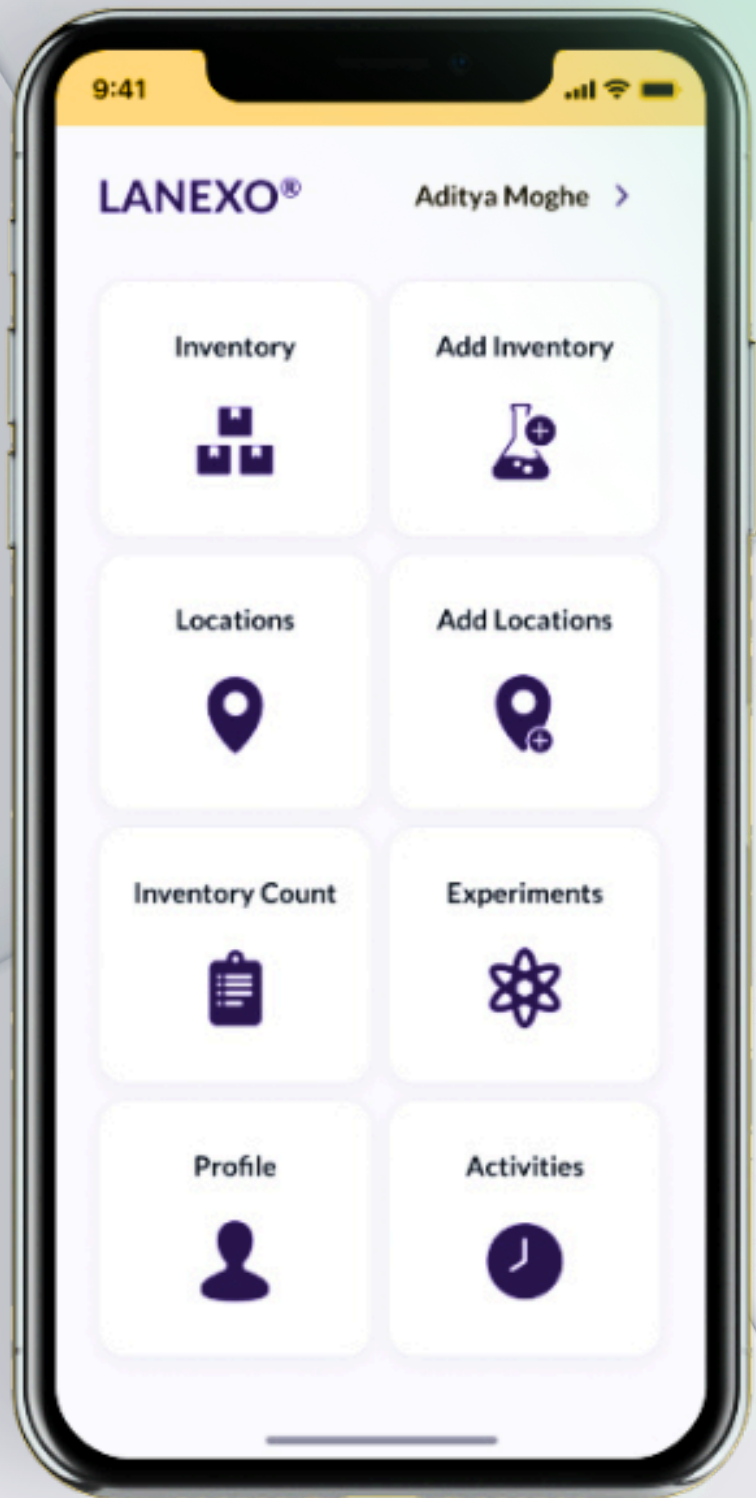 9:41
LANEXO® Aditya Moghe
Inventory Add Inventory
Locations Add Locations
Inventory Count Experiments
Profile Activities